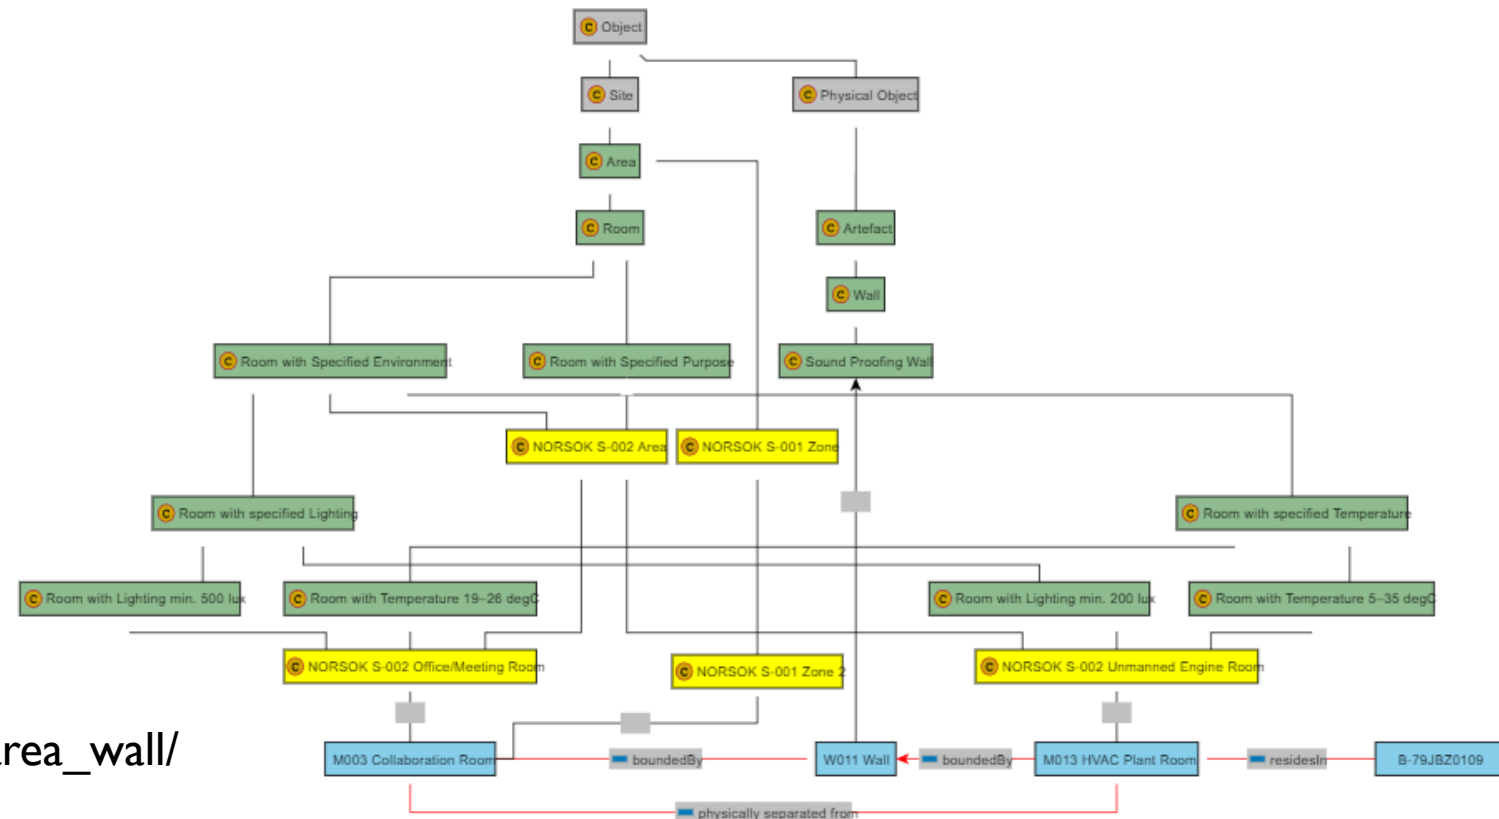 C Object
C Site
C Physical Object
C Area
C Room
C Artefact
C Wall
C Room with Specified Environment
C Room with Specified Purpose
C Sound Proofing Wall
C NORSOK S-002 Area
C NORSOK S-001 Zone
C Room with specified Lighting
C Room with specified Temperature
C Room with Lighting min. 500 lux
C Room with Temperature 19–26 degC
C Room with Lighting min. 200 lux
C Room with Temperature 5–35 degC
C NORSOK S-002 Office/Meeting Room
C NORSOK S-001 Zone 2
C NORSOK S-002 Unmanned Engine Room
area_wall/
M003 Collaboration Room
boundedBy
W011 Wall
boundedBy
M013 HVAC Plant Room
residesIn
B-79JBZ0109
physically separated from